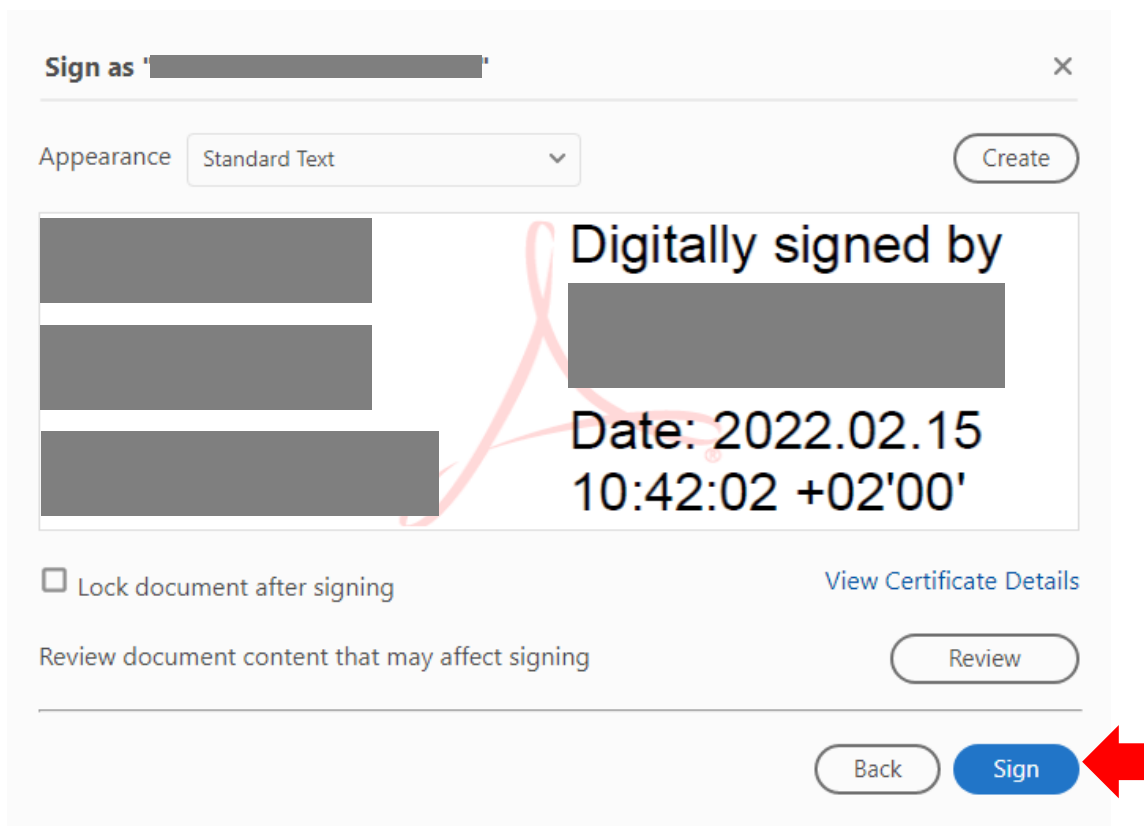 Sign as "
"
Appearance
Standard Text
Create
Digitally signed by
Date: 2022.02.15
10:42:02 +02'00'
®
Lock document after signing
View Certificate Details
Review document content that may affect signing
Review
Back
Sign